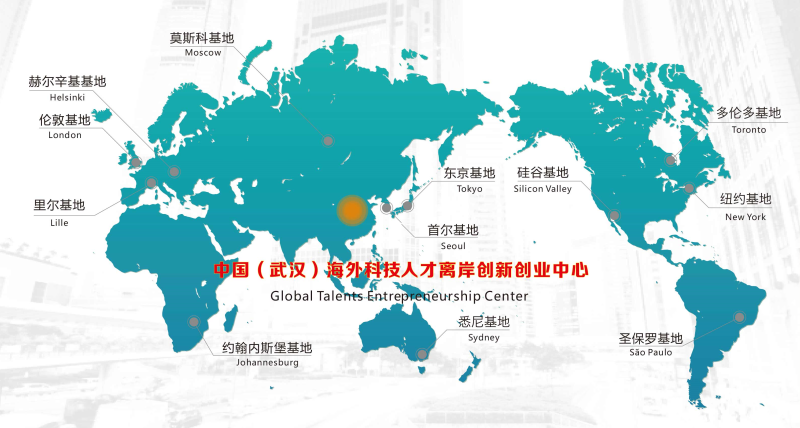 莫斯科基地
Moscow
赫尔辛基基地
Helsinki
伦敦基地
London
里尔基地
Lille
多伦多基地
Toronto
东京基地
Tokyo
硅谷基地
Silicon Valley
纽约基地
New York
首尔基地
Seoul
中国（武汉）海外科技人才离岸创新创业中心
Global Talents Entrepreneurship Center
悉尼基地
Sydney
圣保罗基地
São Paulo
约翰内斯堡基地
Johannesburg